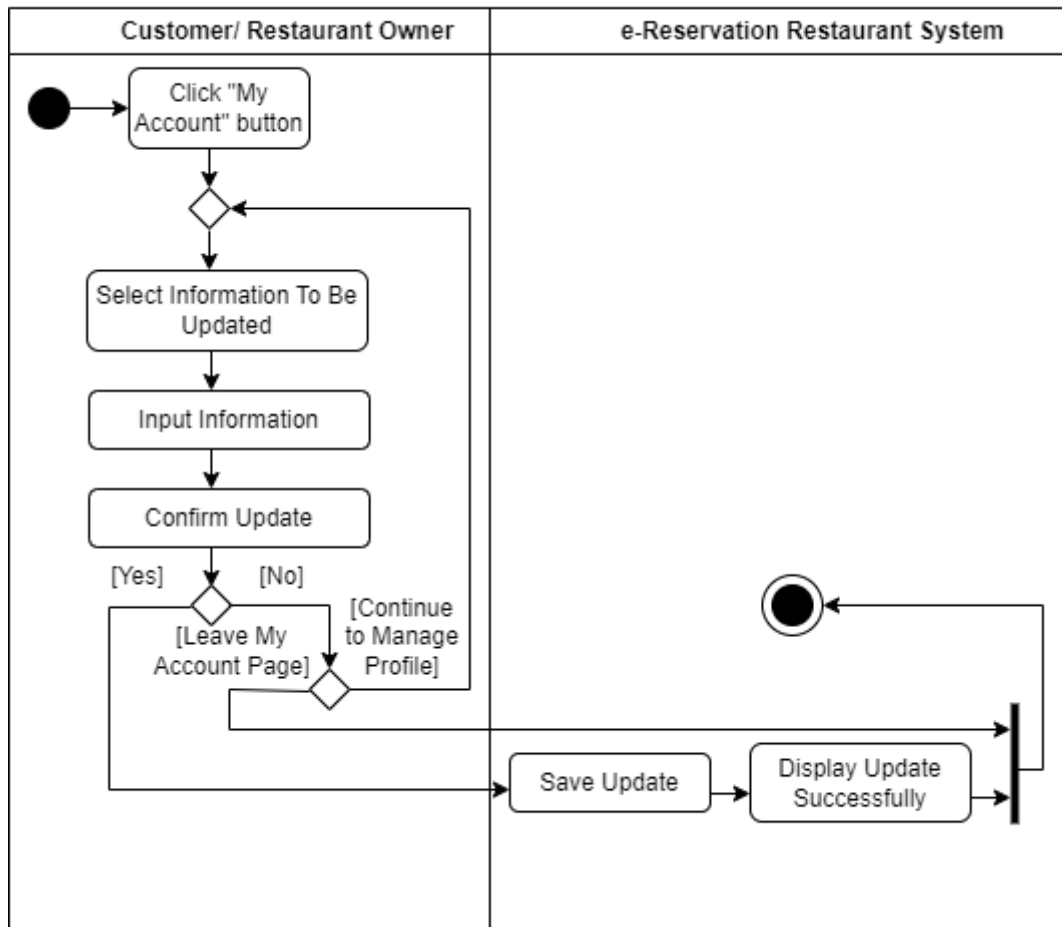 Customer/ Restaurant Owner
e-Reservation Restaurant System
Click "My
Account" button
Select Information To Be
Updated
Input Information
Confirm Update
[Yes]
[No]
[Leave My
Account Page]
[Continue
to Manage
Profile]
Save Update
Display Update
Successfully